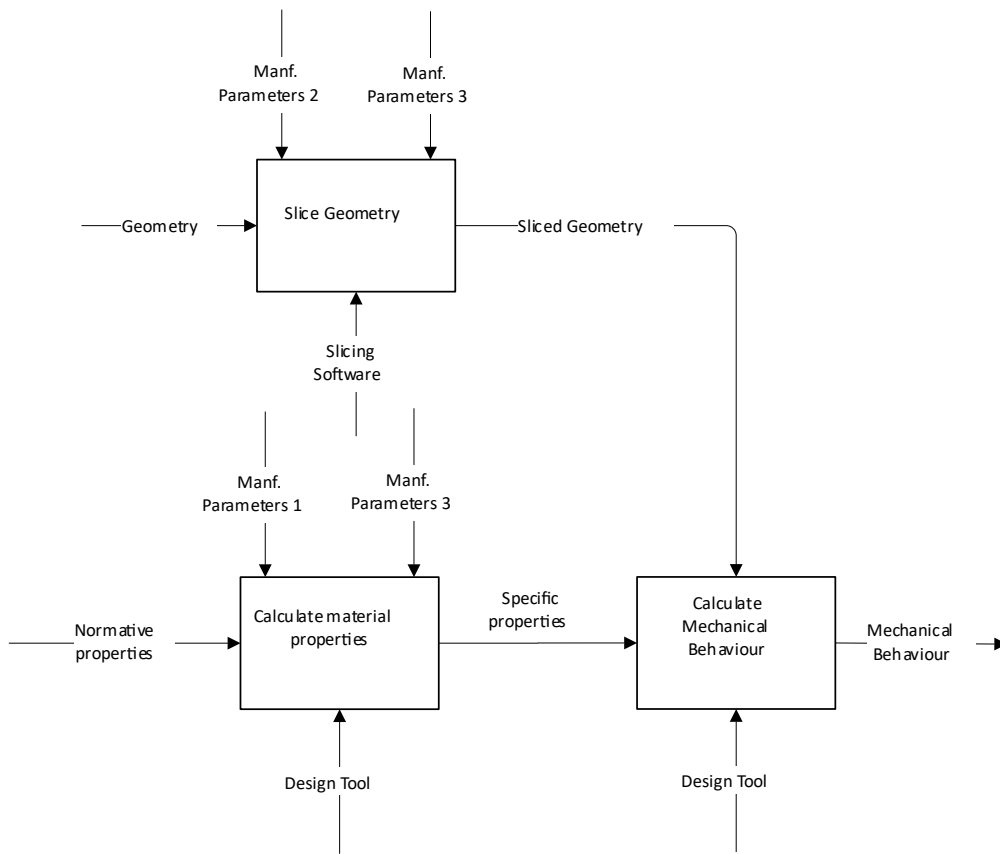 Manf.
Parameters 2
Manf.
Parameters 3
Slice Geometry
Geometry
Sliced Geometry
Slicing
Software
Manf.
Parameters 1
Manf.
Parameters 3
Calculate material
properties
Normative
properties
Specific
properties
Calculate
Mechanical
Behaviour
Mechanical
Behaviour
Design Tool
Design Tool